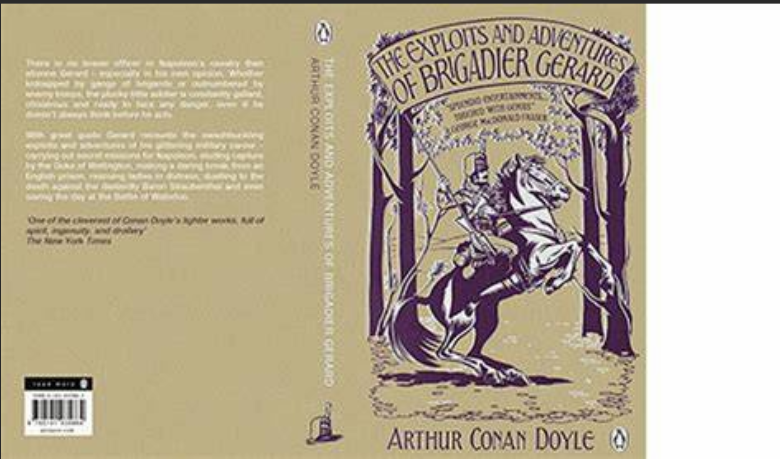 There is no braver officer in Napoleon's cavalry than
etienne Gerard - especially in his own opinion. Whether
kidnapped by gangs of brigands or outnumbered by
enemy troops, the plucky little soldier is constantly gallant,
chivalrous and ready to face any danger, even if he
doesn't always think before he acts.
With great gusto Gerard recounts the swashbuckling
exploits and adventures of his glittering military career -
carrying out secret missions for Napoleon, eluding capture
by the Duke of Wellington, making a daring break from an
English prison, rescuing ladies in distress, duelling to the
death against the dastardly Baron Straubenthal and even
saving the day at the Battle of Waterloo.
'One of the cleverest of Conan Doyle's lighter works, full of
spirit, ingenuity, and drollery'
The New York Times
read more
THE EXPLOITS AND ADVENTURES OF BRIGADIER GERARD
ARTHUR CONAN DOYLE
THE EXPLOITS AND ADVENTURES
OF BRIGADIER GERARD
"SPLENDID ENTERTAINMENTS...
TOUCHED WITH GENIUS"
GEORGE MACDONALD FRASER
ARTHUR CONAN DOYLE